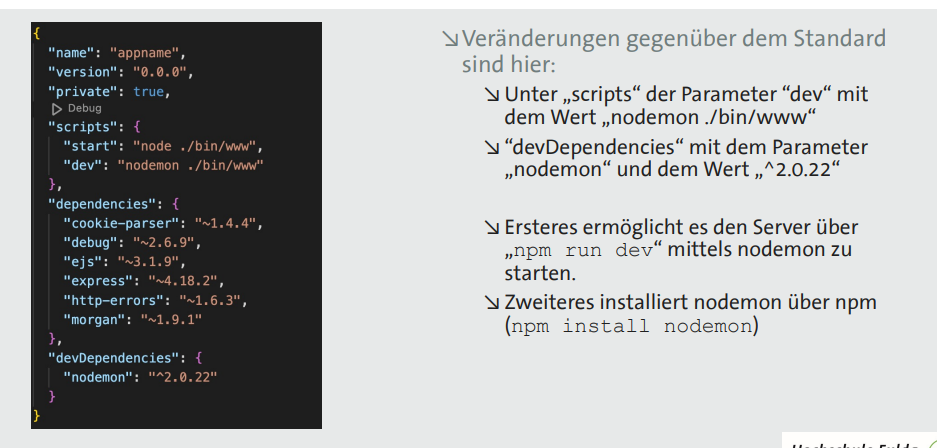 {
"name": "appname",
"version": "0.0.0",
"private": true,
Debug
"scripts": {
"start": "node ./bin/www",
"dev": "nodemon ./bin/www"
},
"dependencies": {
"cookie-parser": "~1.4.4",
"debug": "~2.6.9",
"ejs": "~3.1.9",
"express": "~4.18.2",
"http-errors": "~1.6.3",
"morgan": "~1.9.1"
},
"devDependencies": {
"nodemon": "^2.0.22"
}
}
Veränderungen gegenüber dem Standard
sind hier:
Unter „scripts“ der Parameter “dev“ mit
dem Wert „nodemon ./bin/www“
“devDependencies“ mit dem Parameter
„nodemon“ und dem Wert „^2.0.22“
Ersteres ermöglicht es den Server über
„npm run dev“ mittels nodemon zu
starten.
Zweiteres installiert nodemon über npm
(npm install nodemon)